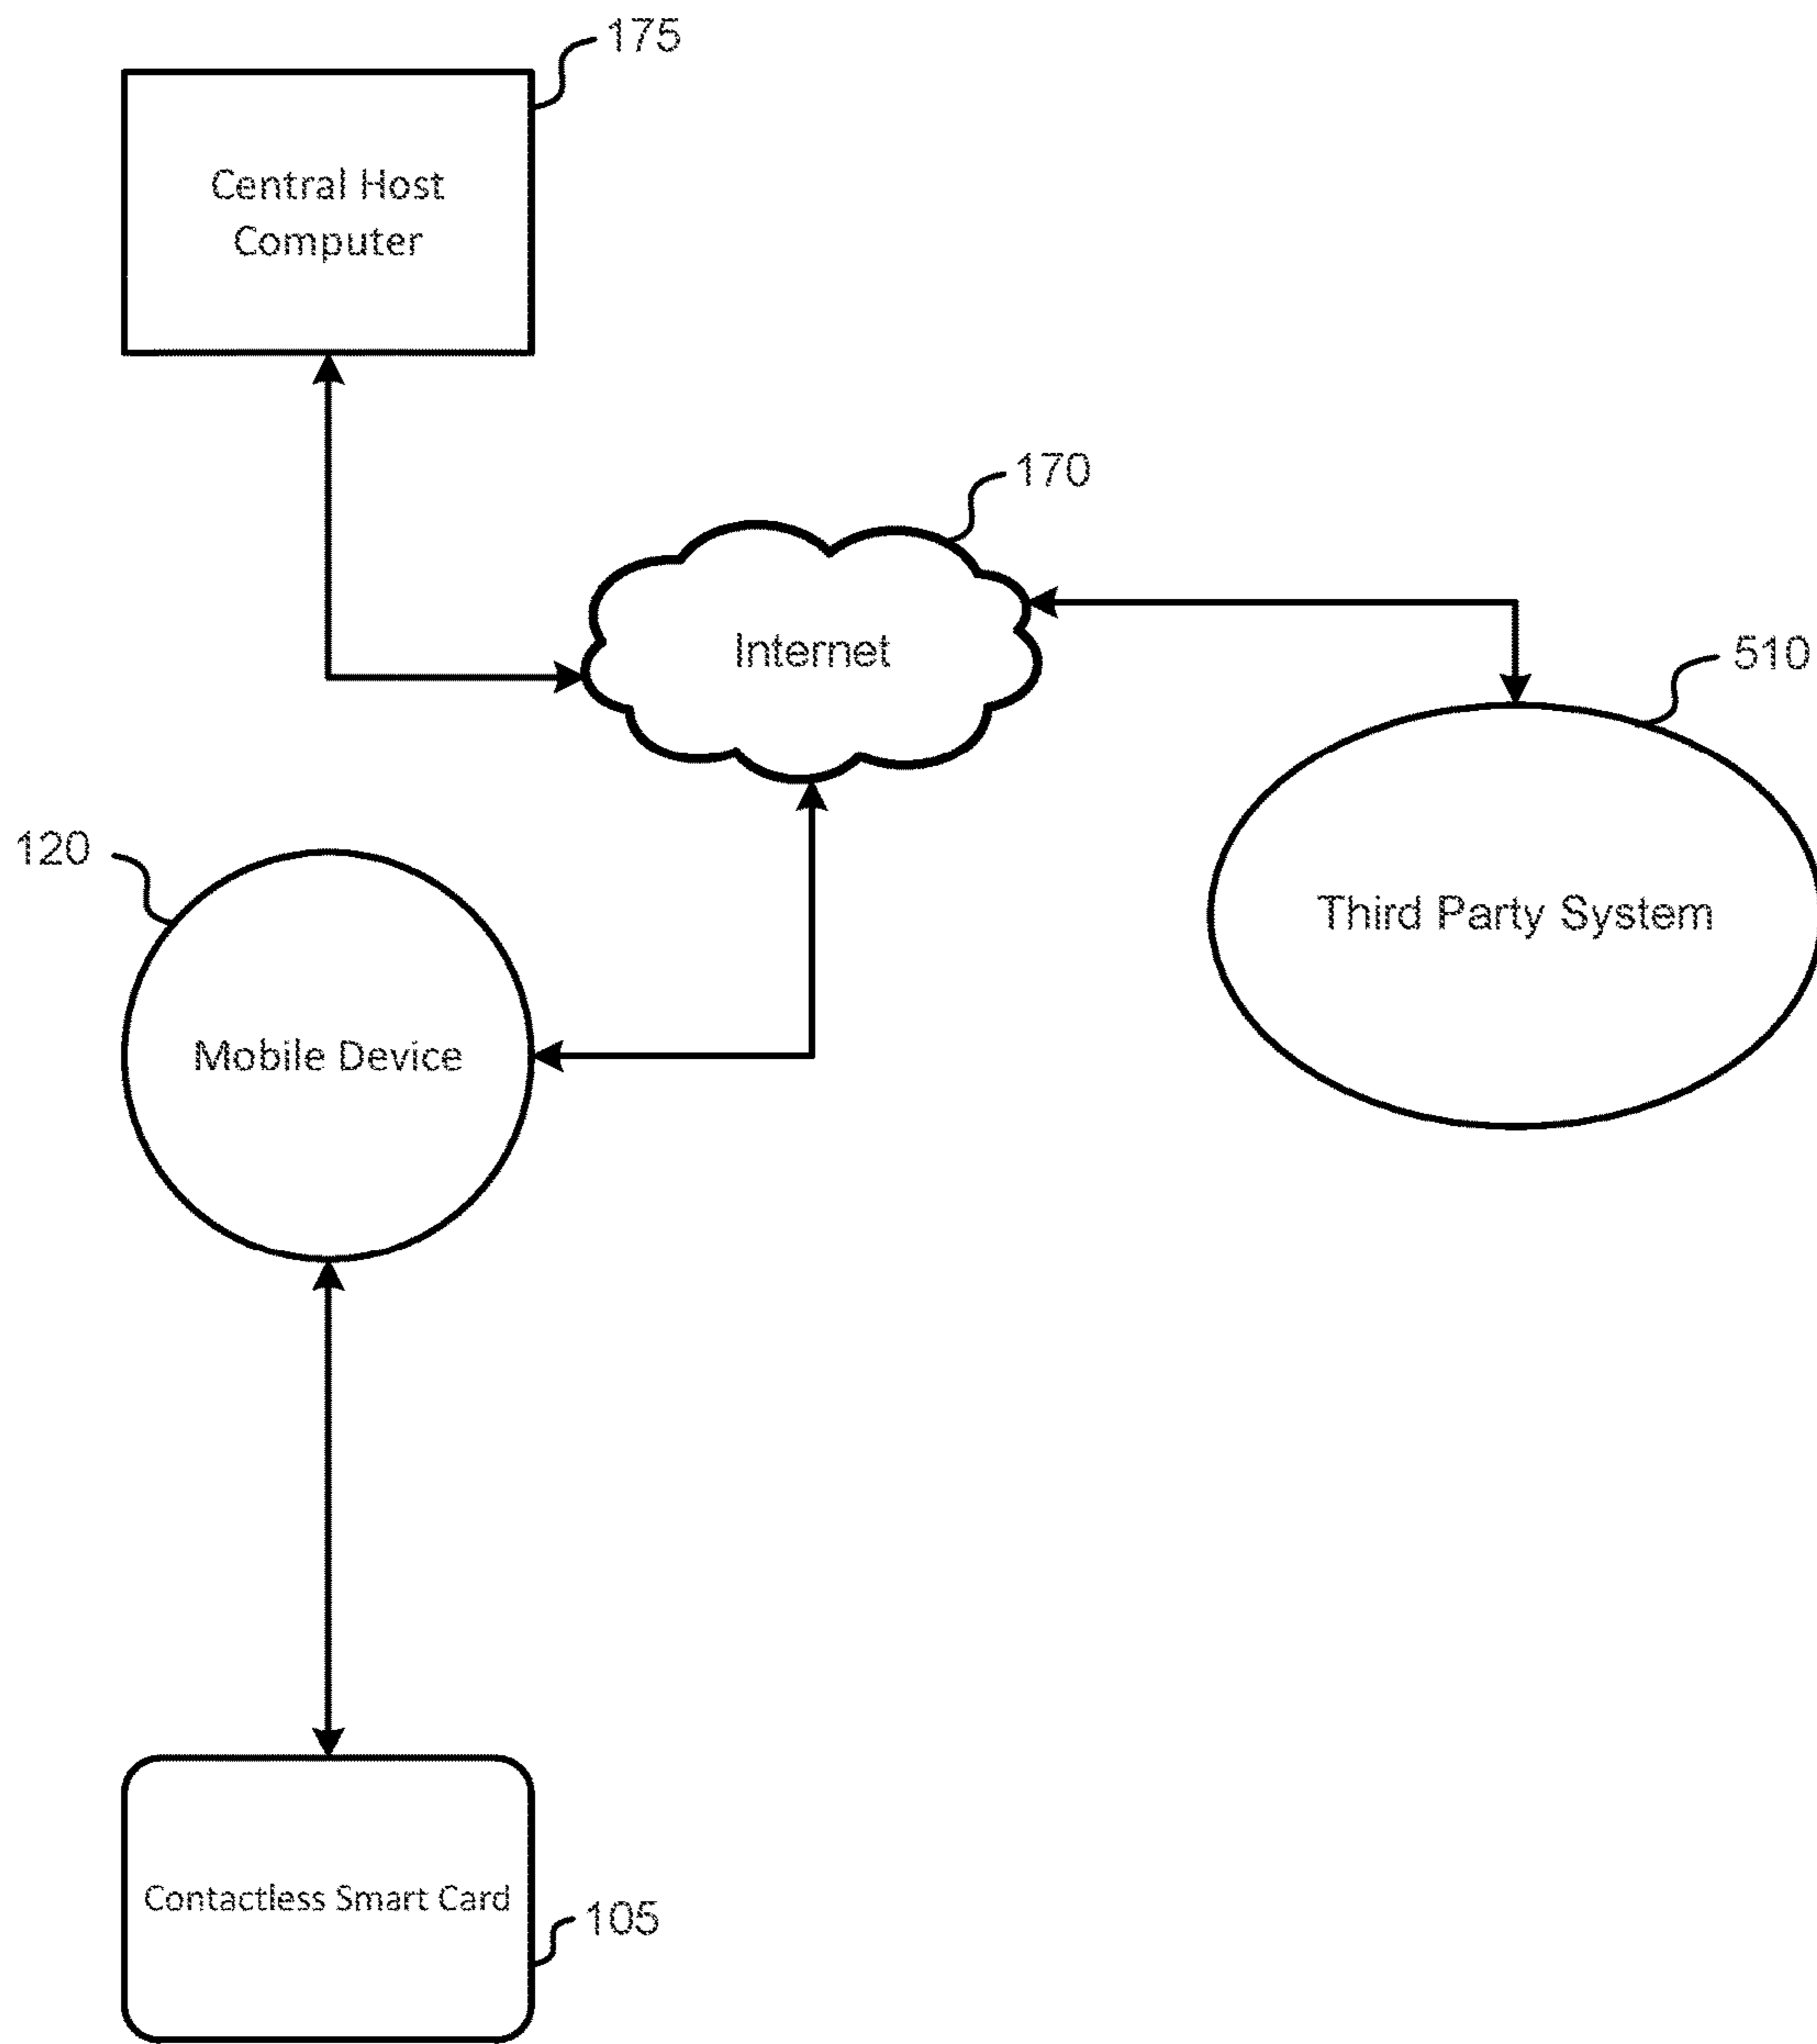 175
Central Host
Computer
170
Internet
510
120
Third Party System
Mobile Device
Contactless Smart Card
105